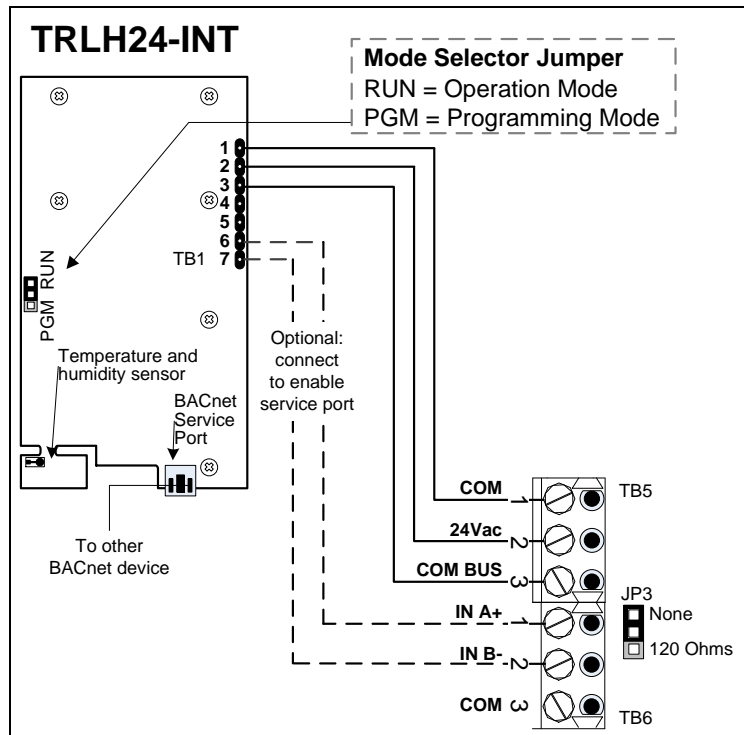 TRLH24-INT
Mode Selector Jumper
RUN = Operation Mode
PGM = Programming Mode
1
2
3
4
5
6
7
TB1
PGM RUN
Temperature and
humidity sensor
BACnet
Service
Port
Optional:
connect
to enable
service port
To other
BACnet device
COM 1
TB5
24Vac 2
COM BUS 3
JP3
None
120 Ohms
IN A+ 1
IN B- 2
COM 3
TB6